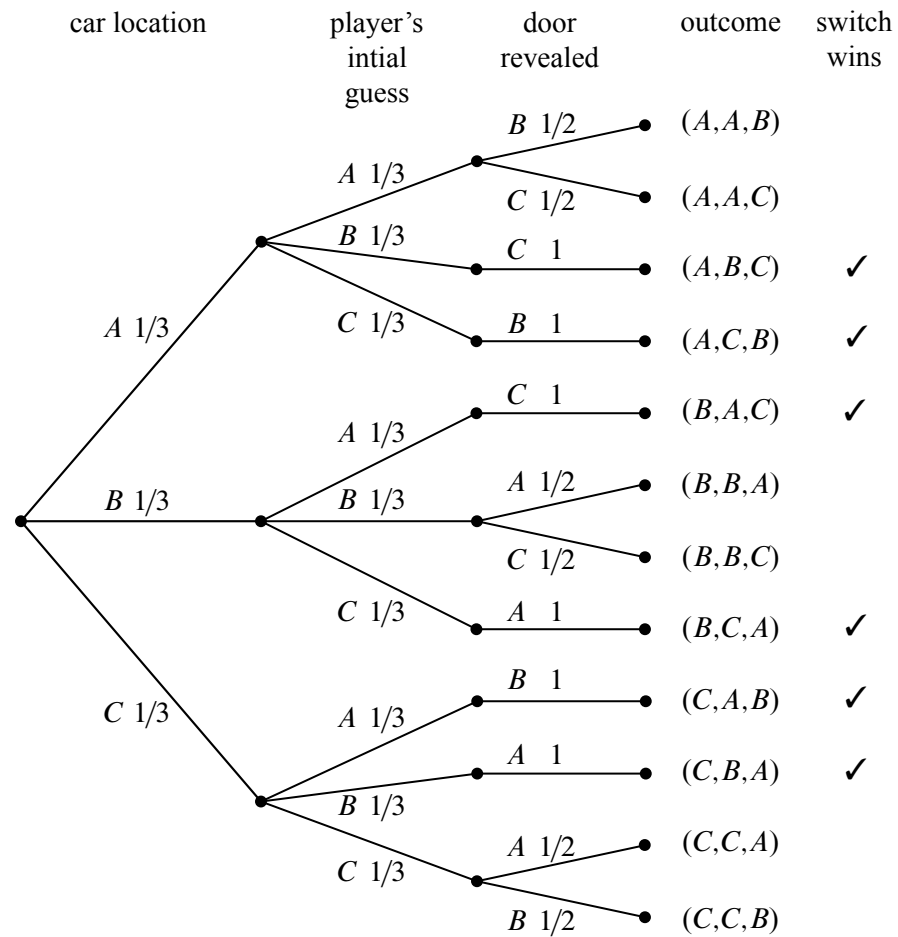 car location player's intial guess door revealed outcome switch wins
B 1/2 (A,A,B)
A 1/3
C 1/2 (A,A,C)
B 1/3 C 1 (A,B,C) ✓
A 1/3 C 1/3 B 1 (A,C,B) ✓
C 1 (B,A,C) ✓
A 1/3
A 1/2 (B,B,A)
B 1/3 B 1/3
C 1/2 (B,B,C)
C 1/3 A 1 (B,C,A) ✓
B 1 (C,A,B) ✓
C 1/3 A 1/3
A 1 (C,B,A) ✓
B 1/3
A 1/2 (C,C,A)
C 1/3
B 1/2 (C,C,B)